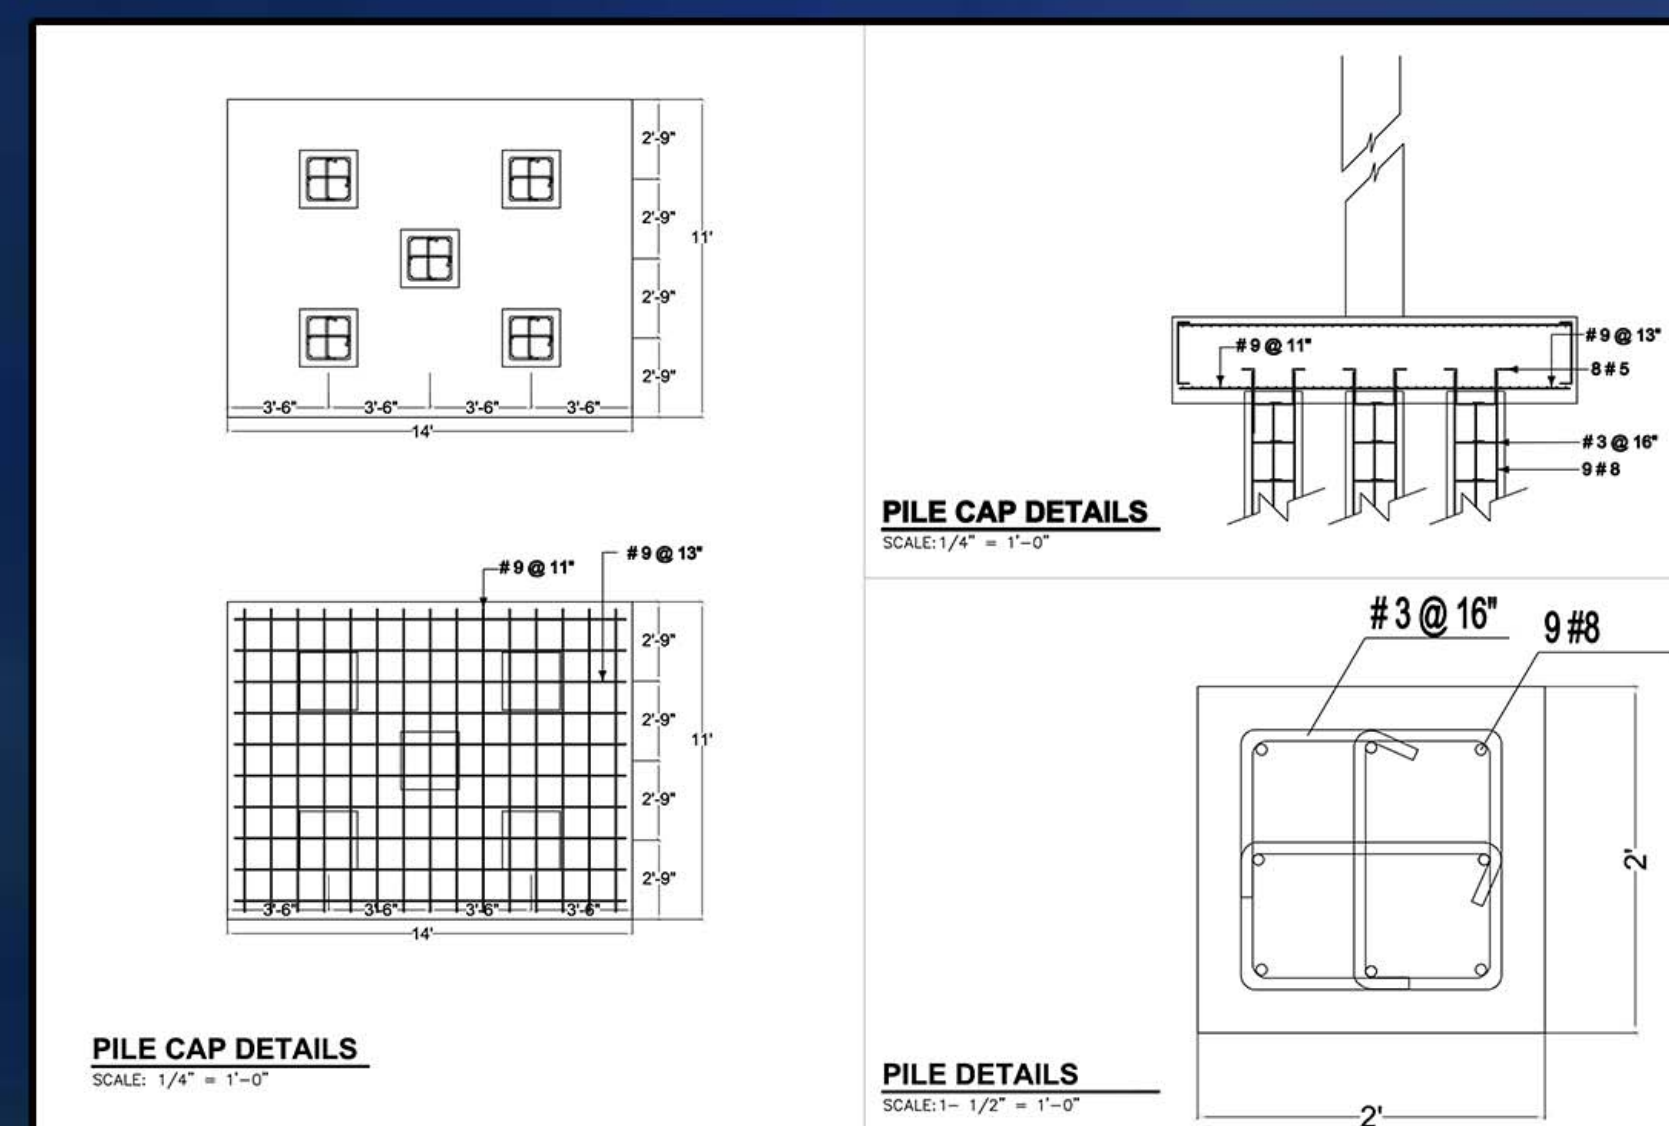 2'-9"
2'-9"
11'
2'-9"
2'-9"
3'-6" 3'-6" 3'-6" 3'-6"
14'
#9 @ 11" #9 @ 13"
2'-9"
2'-9"
11'
2'-9"
2'-9"
3'-6" 3'-6" 3'-6" 3'-6"
14'
PILE CAP DETAILS
SCALE: 1/4" = 1'-0"
#9 @ 11"
#9 @ 13"
8#5
#3 @ 16"
9#8
PILE CAP DETAILS
SCALE:1/4" = 1'-0"
#3 @ 16" 9 #8
2'
2'
PILE DETAILS
SCALE:1- 1/2" = 1'-0"